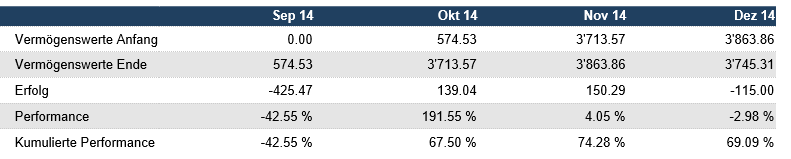 Sep 14 Okt 14 Nov 14 Dez 14
Vermögenswerte Anfang 0.00 574.53 3'713.57 3'863.86
Vermögenswerte Ende 574.53 3'713.57 3'863.86 3'745.31
Erfolg -425.47 139.04 150.29 -115.00
Performance -42.55 % 191.55 % 4.05 % -2.98 %
Kumulierte Performance -42.55 % 67.50 % 74.28 % 69.09 %